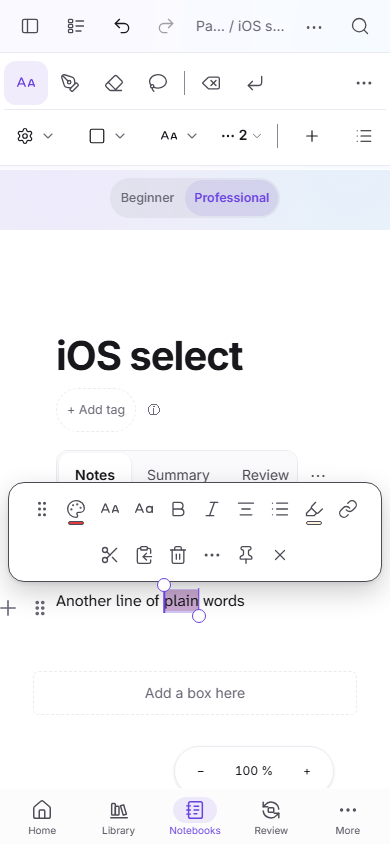 Pa... / iOS s...
2
Beginner Professional
iOS select
+ Add tag
Notes Summary Review
Another line of plain words
Add a box here
− 100 % +
Home Library Notebooks Review More